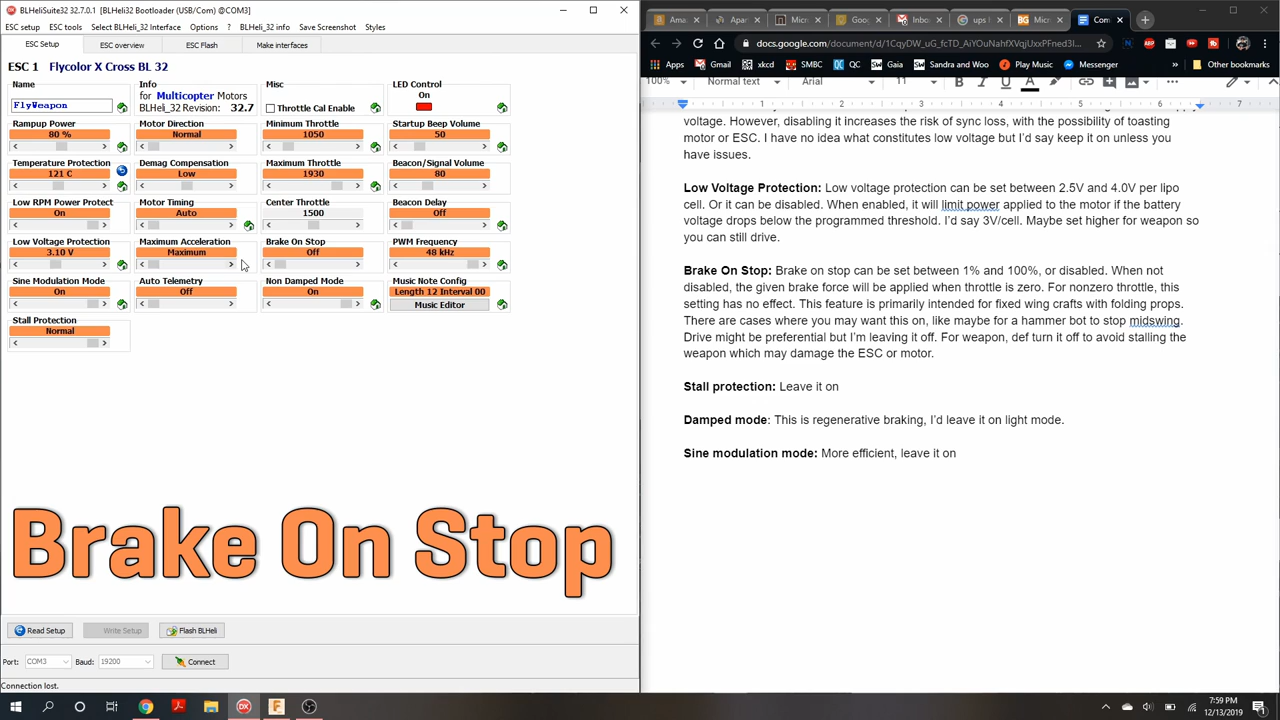 BLHeliSuite32 32.7.0.1 [BLHeli32 Bootloader (USB/Com) @COM3]
ESC setup ESC tools Select BLHeli_32 Interface Options ? BLHeli_32 info Save Screenshot Styles
ESC Setup ESC overview ESC Flash Make interfaces
ESC 1 Flycolor X Cross BL 32
Name
FlyWeapon
Info
for Multicopter Motors
BLHeli_32 Revision: 32.7
Misc
Throttle Cal Enable
LED Control
On
Rampup Power
80 %
Motor Direction
Normal
Minimum Throttle
1050
Startup Beep Volume
50
Temperature Protection
121 C
Demag Compensation
Low
Maximum Throttle
1930
Beacon/Signal Volume
80
Low RPM Power Protect
On
Motor Timing
Auto
Center Throttle
1500
Beacon Delay
Off
Low Voltage Protection
3.10 V
Maximum Acceleration
Maximum
Brake On Stop
Off
PWM Frequency
48 kHz
Sine Modulation Mode
On
Auto Telemetry
Off
Non Damped Mode
On
Music Note Config
Length 12 Interval 00
Music Editor
Stall Protection
Normal
Brake On Stop
Read Setup Write Setup Flash BLHeli
Port: COM3 Baud: 19200 Connect
Connection lost.
Ama Apart Micro Goo Inte ups Micr Con
docs.google.com/document/d/1CqyDW_uG_fcTD_
Apps Gmail xkcd SMBC QC Gaia Sandra and Woo Play Music Messenger Other bookmarks
100% Normal text Arial 11 B I U A
1 2 3 4 5 6 7
voltage. However, disabling it increases the risk of sync loss, with the possibility of toasting
motor or ESC. I have no idea what constitutes low voltage but I'd say keep it on unless you
have issues.
Low Voltage Protection: Low voltage protection can be set between 2.5V and 4.0V per lipo
cell. Or it can be disabled. When enabled, it will limit power applied to the motor if the battery
voltage drops below the programmed threshold. I'd say 3V/cell. Maybe set higher for weapon so
you can still drive.
Brake On Stop: Brake on stop can be set between 1% and 100%, or disabled. When not
disabled, the given brake force will be applied when throttle is zero. For nonzero throttle, this
setting has no effect. This feature is primarily intended for fixed wing crafts with folding props.
There are cases where you may want this on, like maybe for a hammer bot to stop midswing.
Drive might be preferential but I'm leaving it off. For weapon, def turn it off to avoid stalling the
weapon which may damage the ESC or motor.
Stall protection: Leave it on
Damped mode: This is regenerative braking, I'd leave it on light mode.
Sine modulation mode: More efficient, leave it on
7:59 PM
12/13/2019